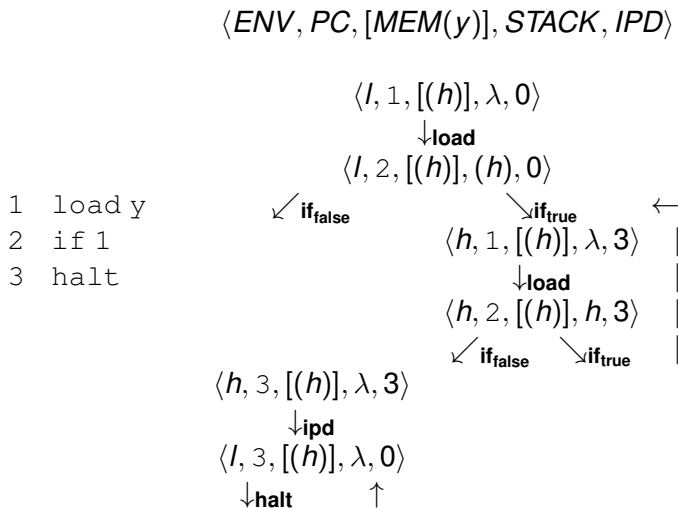 ⟨ENV, PC, [MEM(y)], STACK, IPD⟩
⟨l, 1, [(h)], λ, 0⟩
↓load
⟨l, 2, [(h)], (h), 0⟩
1 load y
2 if 1
3 halt
↙ if_false ↘ if_true ←
⟨h, 1, [(h)], λ, 3⟩ |
↓load |
⟨h, 2, [(h)], h, 3⟩ |
↙ if_false ↘ if_true |
⟨h, 3, [(h)], λ, 3⟩
↓ipd
⟨l, 3, [(h)], λ, 0⟩
↓halt ↑